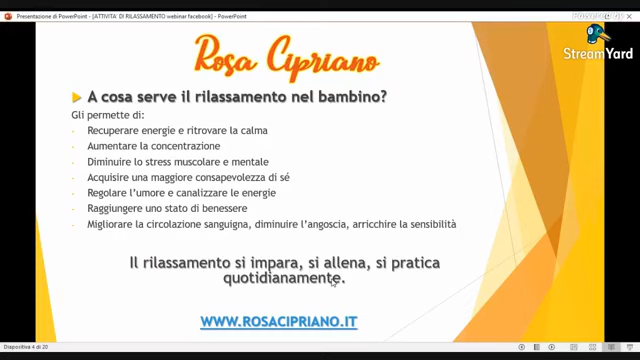 Presentazione di PowerPoint - [ATTIVITA' DI RILASSAMENTO webinar facebook] - PowerPoint
StreamYard
Rosa Cipriano
A cosa serve il rilassamento nel bambino?
Gli permette di:
Recuperare energie e ritrovare la calma
Aumentare la concentrazione
Diminuire lo stress muscolare e mentale
Acquisire una maggiore consapevolezza di sé
Regolare l'umore e canalizzare le energie
Raggiungere uno stato di benessere
Migliorare la circolazione sanguigna, diminuire l'angoscia, arricchire la sensibilità
Il rilassamento si impara, si allena, si pratica
quotidianamente.
WWW.ROSACIPRIANO.IT
Diapositiva 4 di 20